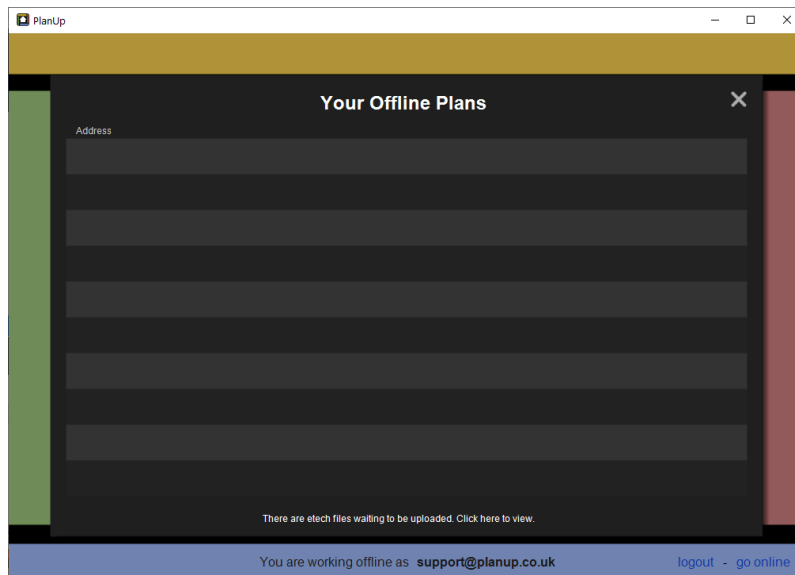 PlanUp
Your Offline Plans
Address
There are etech files waiting to be uploaded. Click here to view.
You are working offline as support@planup.co.uk
logout - go online